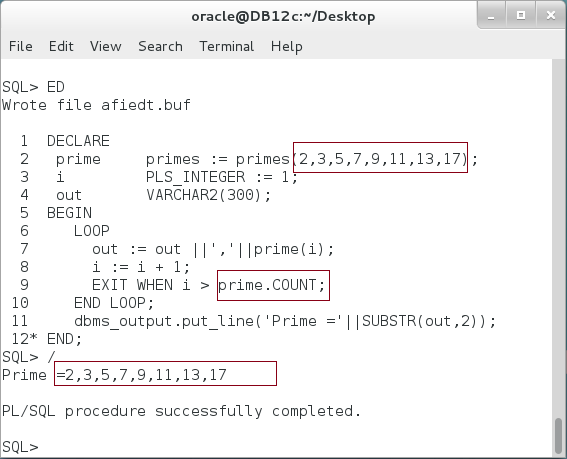 oracle@DB12c:~/Desktop
File Edit View Search Terminal Help
SQL> ED
Wrote file afiedt.buf
1 DECLARE
2 prime primes := primes(2,3,5,7,9,11,13,17);
3 i PLS_INTEGER := 1;
4 out VARCHAR2(300);
5 BEGIN
6 LOOP
7 out := out ||','||prime(i);
8 i := i + 1;
9 EXIT WHEN i > prime.COUNT;
10 END LOOP;
11 dbms_output.put_line('Prime ='||SUBSTR(out,2));
12* END;
SQL> /
Prime =2,3,5,7,9,11,13,17
PL/SQL procedure successfully completed.
SQL>